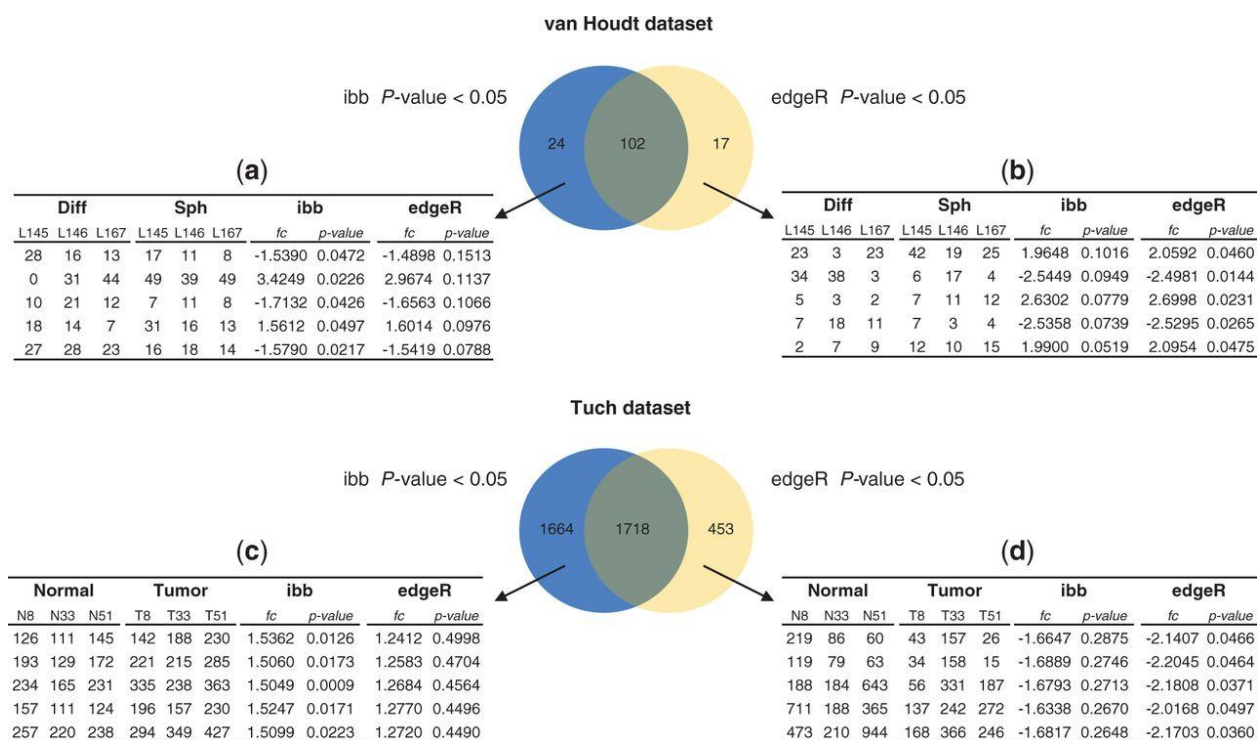 van Houdt dataset
ibb P-value < 0.05
edgeR P-value < 0.05
24 102 17
(a)
Diff Sph ibb edgeR
L145 L146 L167 L145 L146 L167 fc p-value fc p-value
28 16 13 17 11 8 -1.5390 0.0472 -1.4898 0.1513
0 31 44 49 39 49 3.4249 0.0226 2.9674 0.1137
10 21 12 7 11 8 -1.7132 0.0426 -1.6563 0.1066
18 14 7 31 16 13 1.5612 0.0497 1.6014 0.0976
27 28 23 16 18 14 -1.5790 0.0217 -1.5419 0.0788
(b)
Diff Sph ibb edgeR
L145 L146 L167 L145 L146 L167 fc p-value fc p-value
23 3 23 42 19 25 1.9648 0.1016 2.0592 0.0460
34 38 3 6 17 4 -2.5449 0.0949 -2.4981 0.0144
5 3 2 7 11 12 2.6302 0.0779 2.6998 0.0231
7 18 11 7 3 4 -2.5358 0.0739 -2.5295 0.0265
2 7 9 12 10 15 1.9900 0.0519 2.0954 0.0475
Tuch dataset
ibb P-value < 0.05
edgeR P-value < 0.05
1664 1718 453
(c)
Normal Tumor ibb edgeR
N8 N33 N51 T8 T33 T51 fc p-value fc p-value
126 111 145 142 188 230 1.5362 0.0126 1.2412 0.4998
193 129 172 221 215 285 1.5060 0.0173 1.2583 0.4704
234 165 231 335 238 363 1.5049 0.0009 1.2684 0.4564
157 111 124 196 157 230 1.5247 0.0171 1.2770 0.4496
257 220 238 294 349 427 1.5099 0.0223 1.2720 0.4490
(d)
Normal Tumor ibb edgeR
N8 N33 N51 T8 T33 T51 fc p-value fc p-value
219 86 60 43 157 26 -1.6647 0.2875 -2.1407 0.0466
119 79 63 34 158 15 -1.6889 0.2746 -2.2045 0.0464
188 184 643 56 331 187 -1.6793 0.2713 -2.1808 0.0371
711 188 365 137 242 272 -1.6338 0.2670 -2.0168 0.0497
473 210 944 168 366 246 -1.6817 0.2648 -2.1703 0.0360